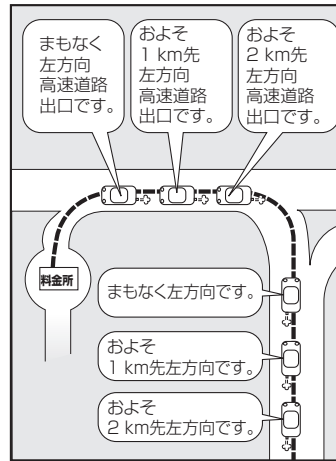 まもなく
左方向
高速道路
出口です。
およそ
1 km先
左方向
高速道路
出口です。
およそ
2 km先
左方向
高速道路
出口です。
料金所
まもなく左方向です。
およそ
1 km先左方向です。
およそ
2 km先左方向です。